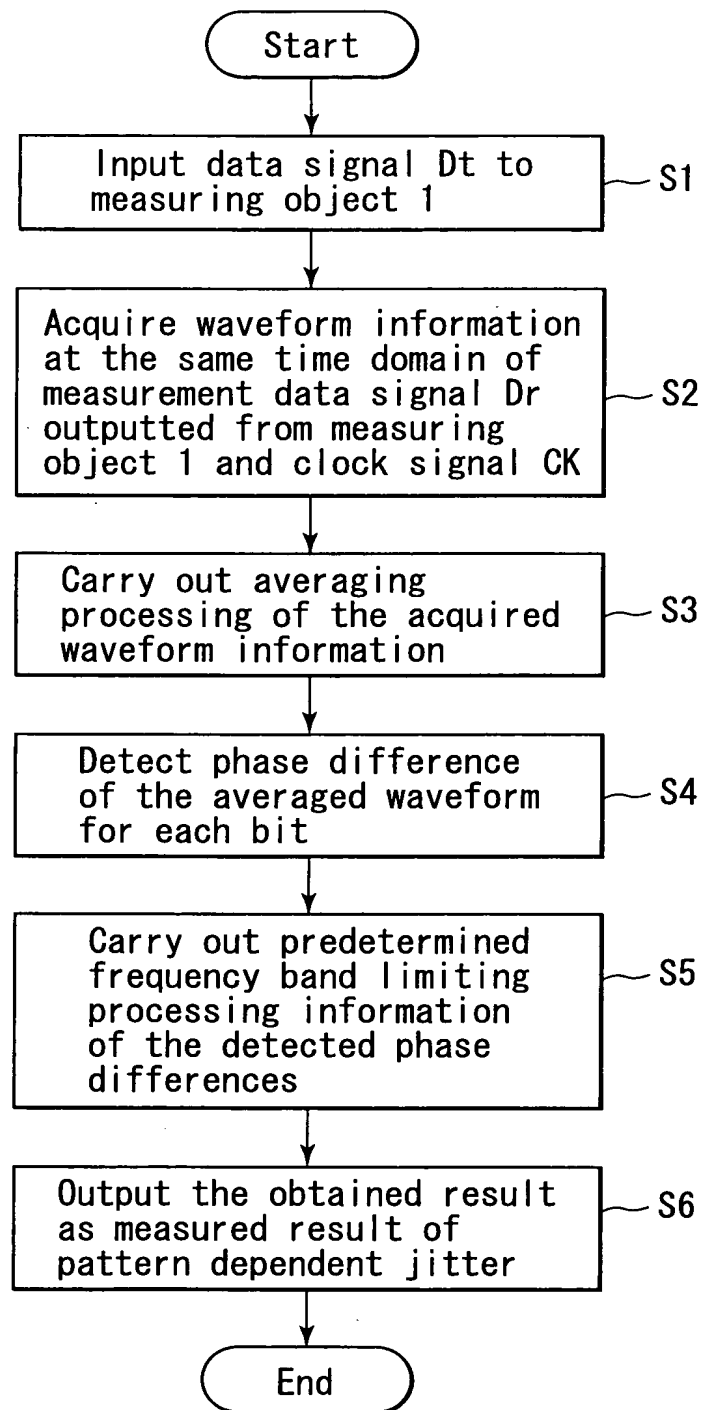 Start
Input data signal Dt to
measuring object 1
S1
Acquire waveform information
at the same time domain of
measurement data signal Dr
outputted from measuring
object 1 and clock signal CK
S2
Carry out averaging
processing of the acquired
waveform information
S3
Detect phase difference
of the averaged waveform
for each bit
S4
Carry out predetermined
frequency band limiting
processing information
of the detected phase
differences
S5
Output the obtained result
as measured result of
pattern dependent jitter
S6
End